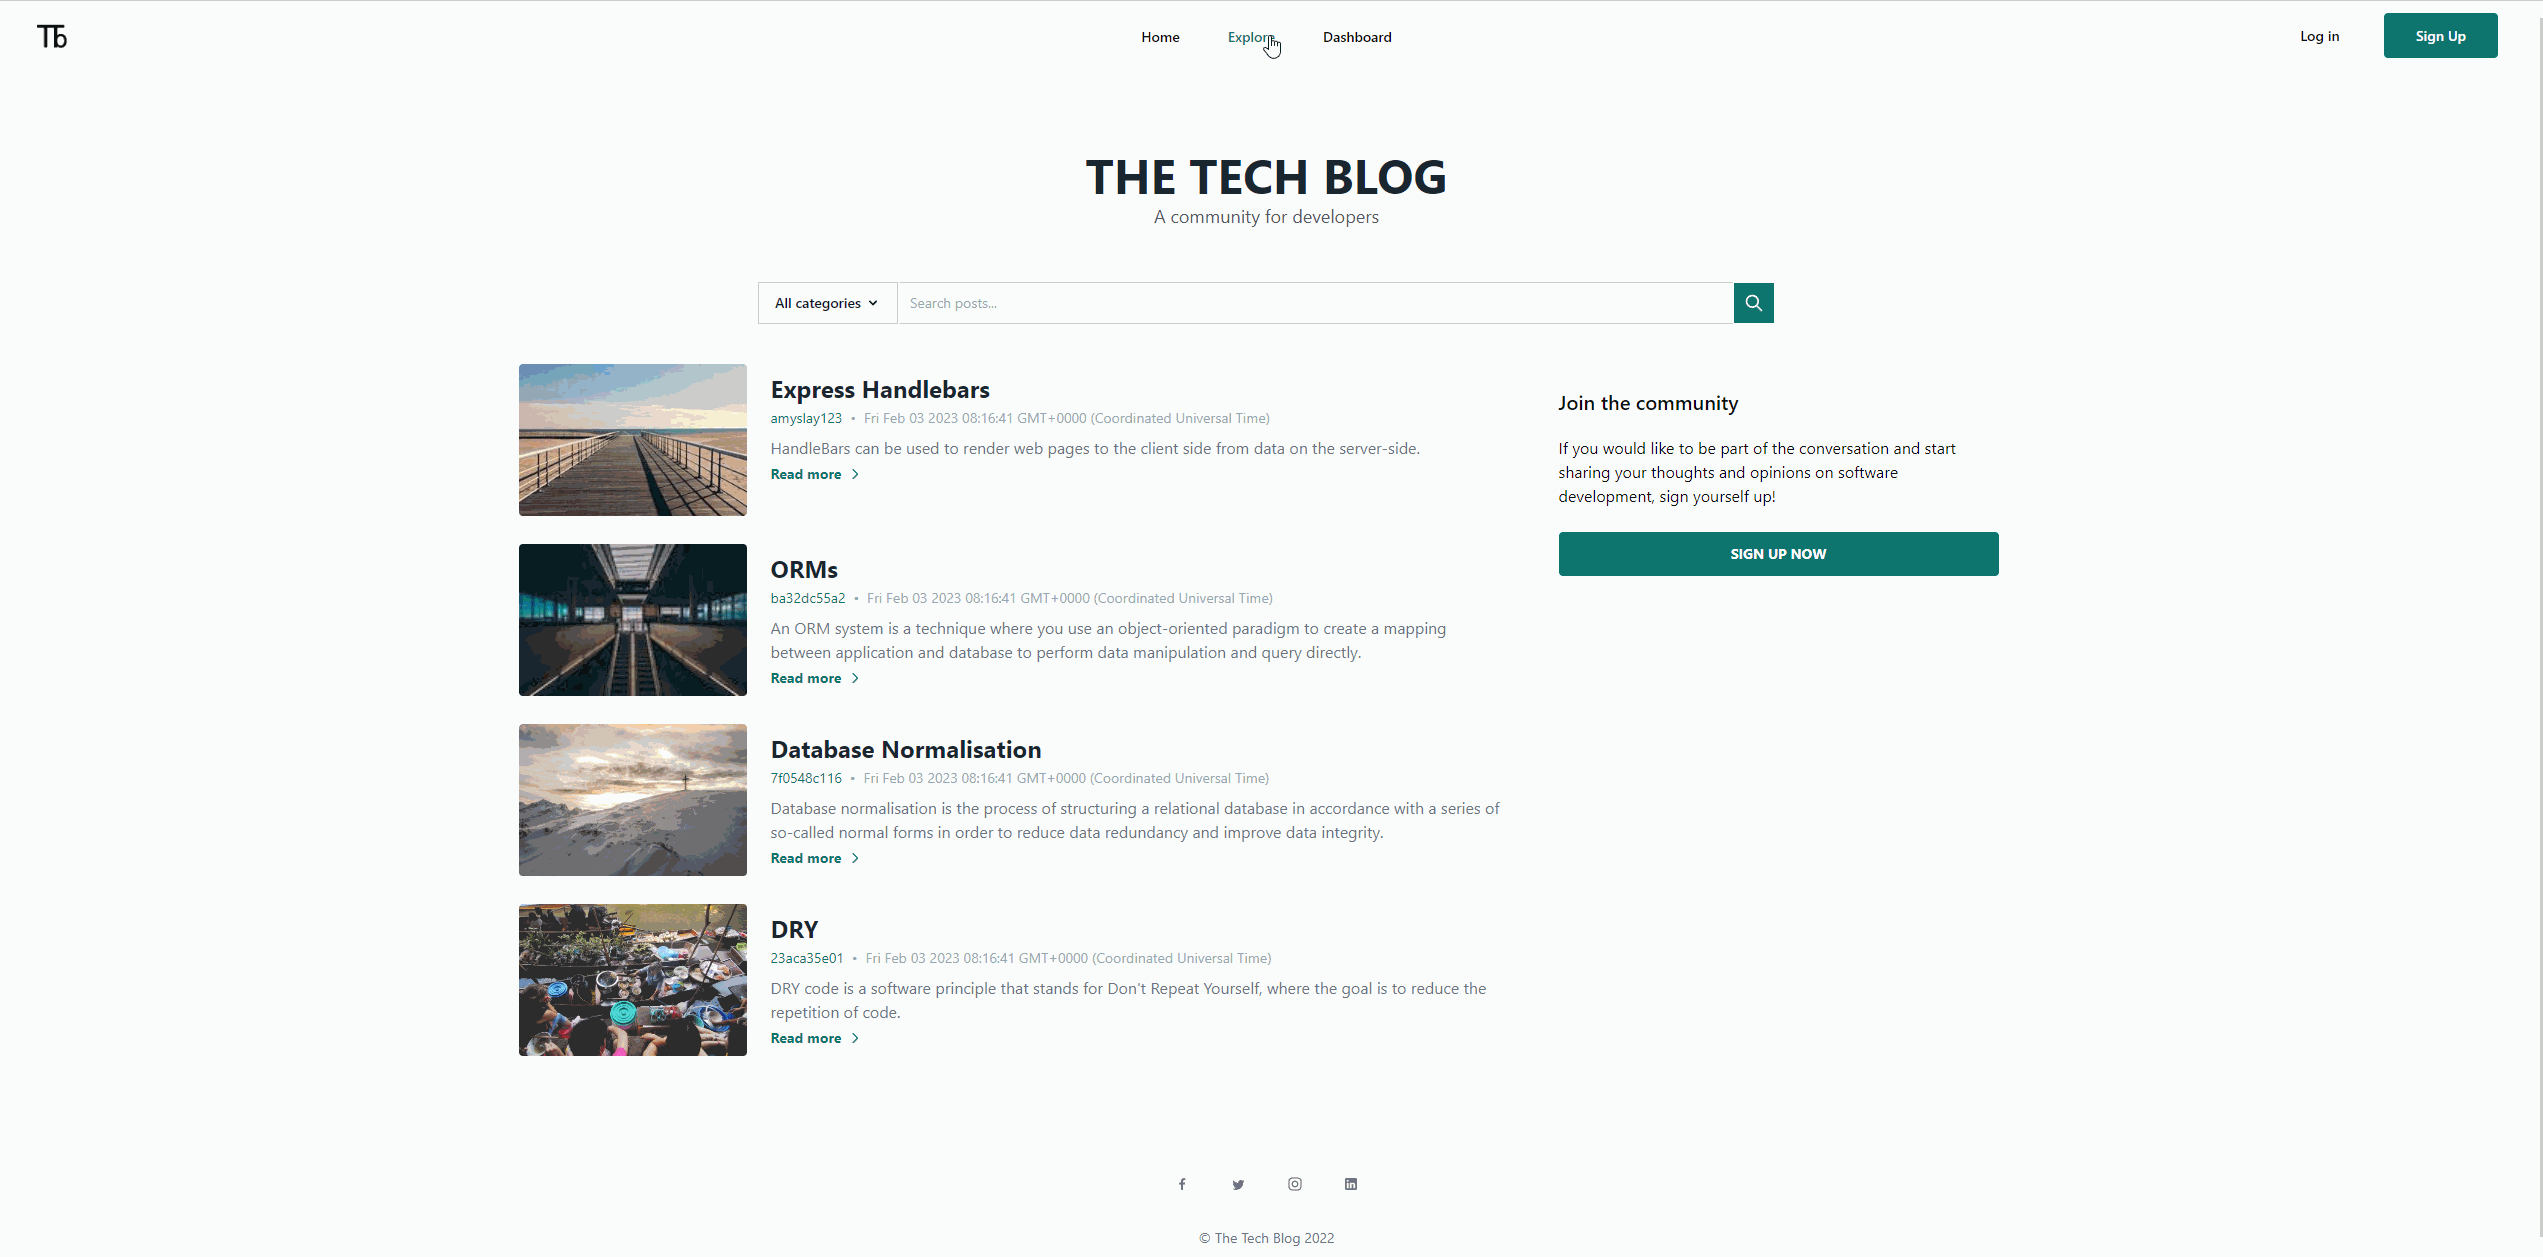 Tb
Home Explore Dashboard
Log in
Sign Up
THE TECH BLOG
A community for developers
All categories
Search posts...
Express Handlebars
amyslay123 • Fri Feb 03 2023 08:16:41 GMT+0000 (Coordinated Universal Time)
HandleBars can be used to render web pages to the client side from data on the server-side.
Read more
ORMs
ba32dc55a2 • Fri Feb 03 2023 08:16:41 GMT+0000 (Coordinated Universal Time)
An ORM system is a technique where you use an object-oriented paradigm to create a mapping
between application and database to perform data manipulation and query directly.
Read more
Database Normalisation
7f0548c116 • Fri Feb 03 2023 08:16:41 GMT+0000 (Coordinated Universal Time)
Database normalisation is the process of structuring a relational database in accordance with a series of
so-called normal forms in order to reduce data redundancy and improve data integrity.
Read more
DRY
23aca35e01 • Fri Feb 03 2023 08:16:41 GMT+0000 (Coordinated Universal Time)
DRY code is a software principle that stands for Don't Repeat Yourself, where the goal is to reduce the
repetition of code.
Read more
Join the community
If you would like to be part of the conversation and start
sharing your thoughts and opinions on software
development, sign yourself up!
SIGN UP NOW
© The Tech Blog 2022